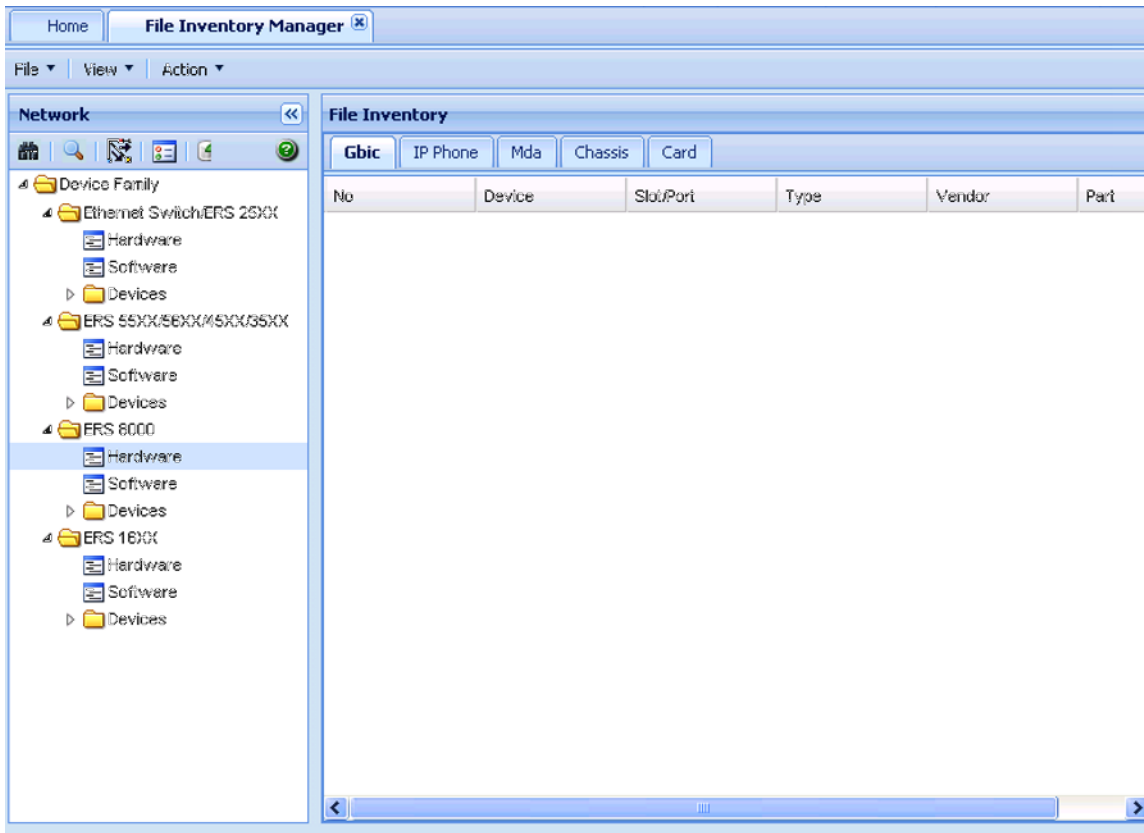 Home File Inventory Manager
File View Action
Network
File Inventory
Gbic IP Phone Mda Chassis Card
No Device Slot/Port Type Vendor Part
Device Family
Ethernet Switch/ERS 25XX
Hardware
Software
Devices
ERS 55XX/56XX/45XX/35XX
Hardware
Software
Devices
ERS 8000
Hardware
Software
Devices
ERS 16XX
Hardware
Software
Devices